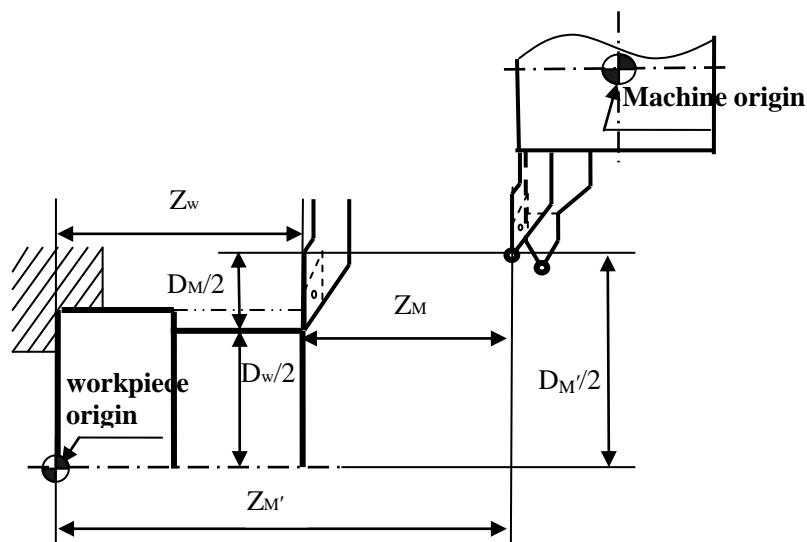 Machine origin
Zw
DM/2
ZM
Dw/2
DM′/2
workpiece
origin
ZM′